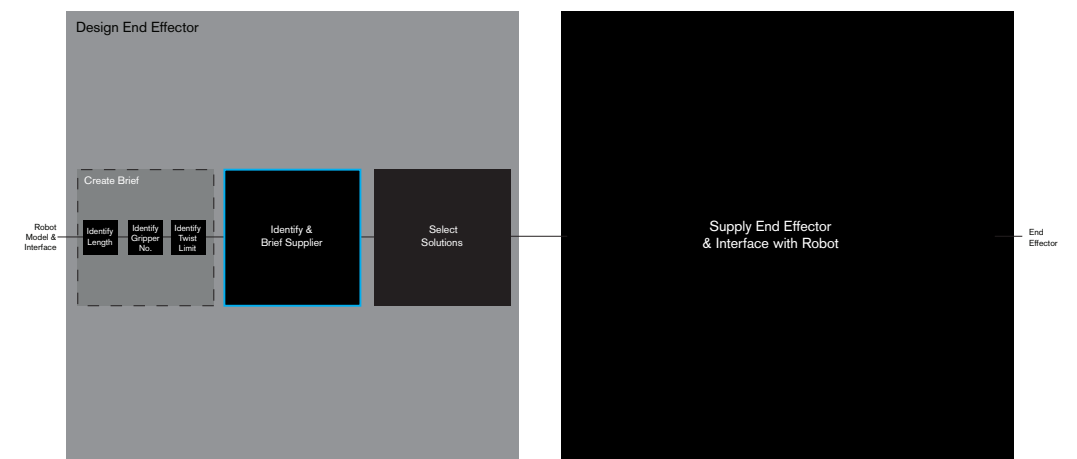 Design End Effector
Create Brief
Robot
Model &
Interface
Identify
Length
Identify
Gripper
No.
Identify
Twist
Limit
Identify &
Brief Supplier
Select
Solutions
Supply End Effector
& Interface with Robot
End
Effector